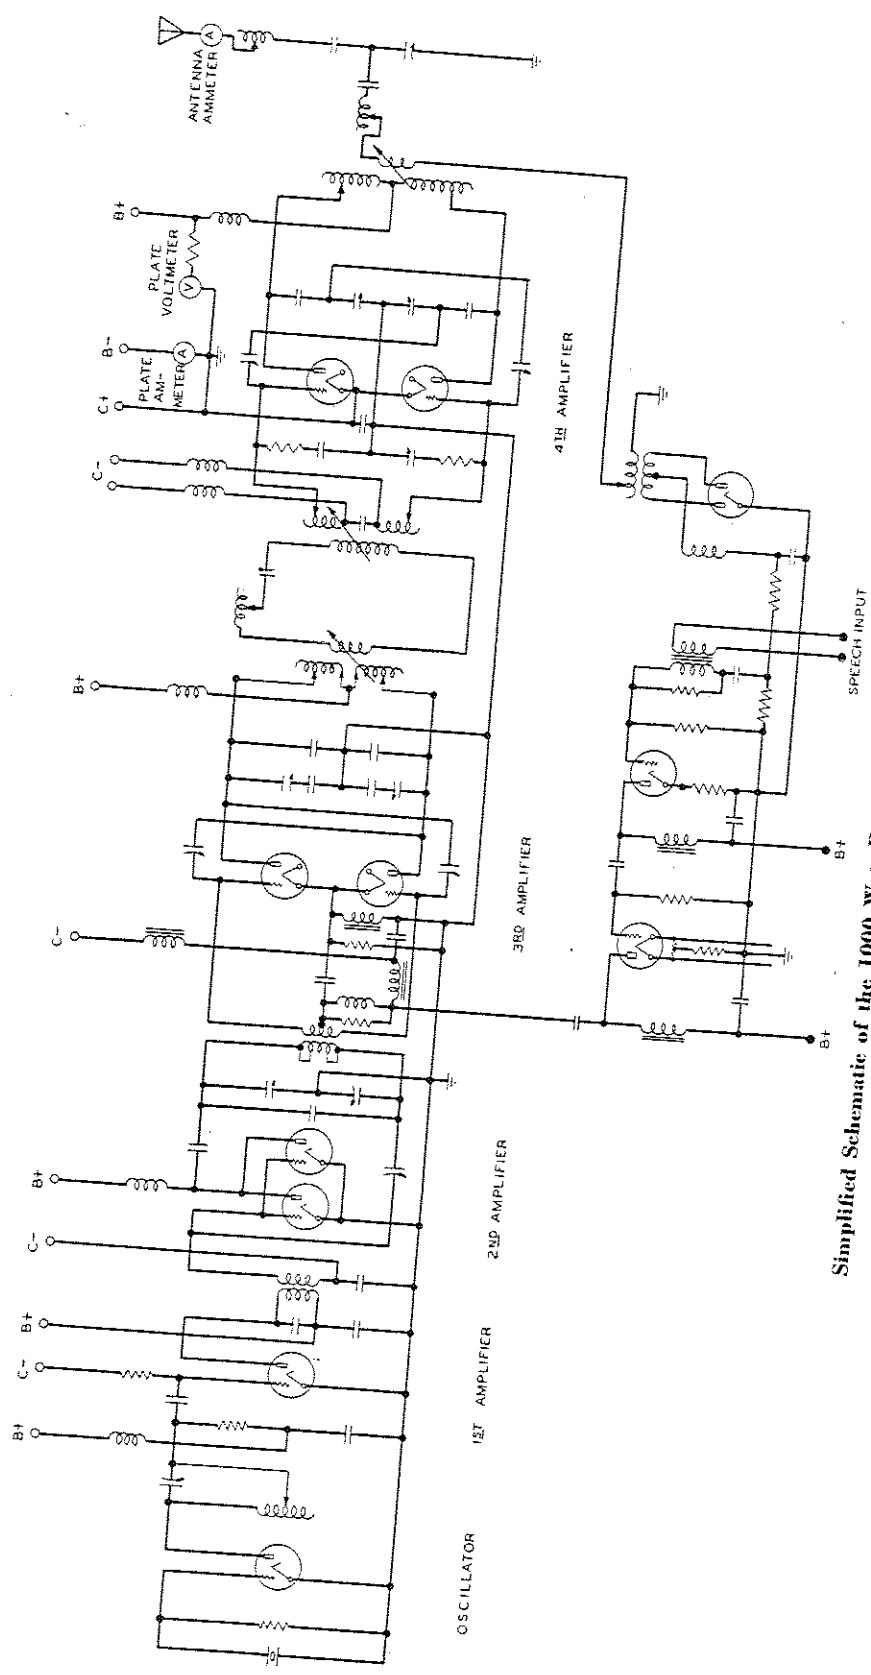 ANTENNA
AMMETER
B+
PLATE
VOLTMETER
V
B-
PLATE
AM-
METER
A
C+
C-
4TH AMPLIFIER
B+
3RD AMPLIFIER
C-
B+
2ND AMPLIFIER
C-
B+
C-
1ST AMPLIFIER
B+
OSCILLATOR
A
SPEECH INPUT
B+
B+
Simplified Schematic of the 1000